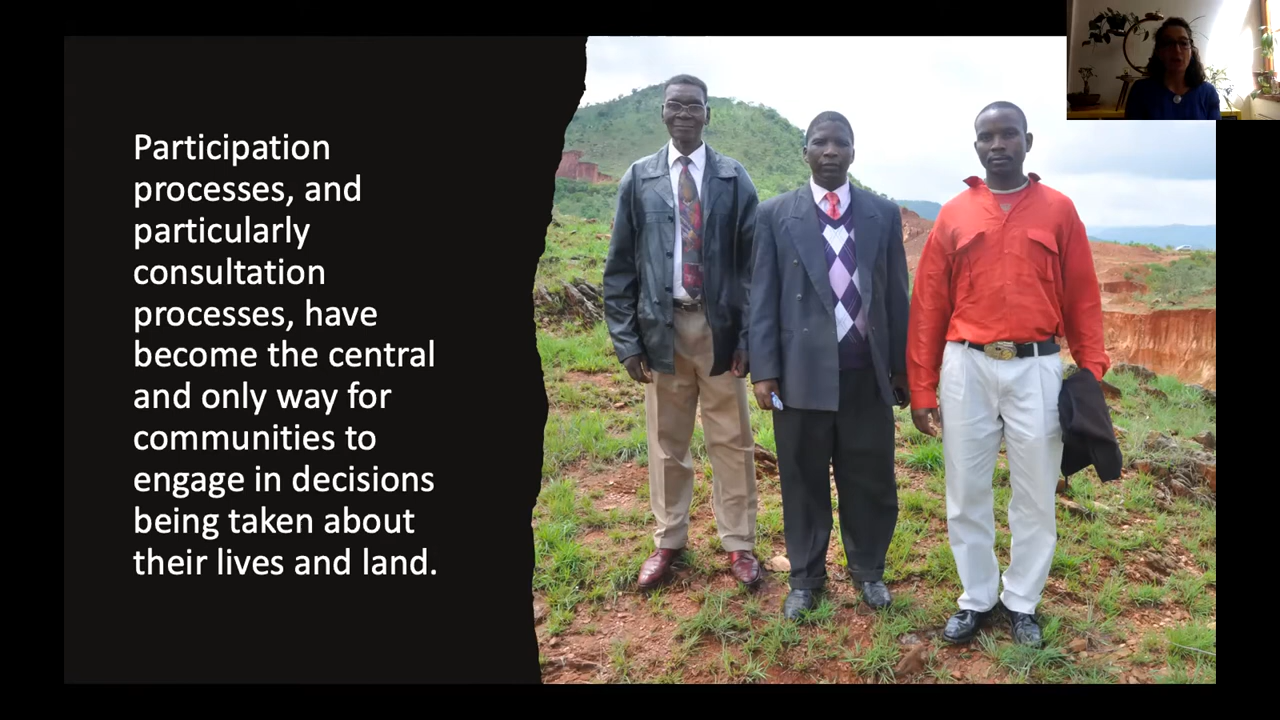 Participation
processes, and
particularly
consultation
processes, have
become the central
and only way for
communities to
engage in decisions
being taken about
their lives and land.